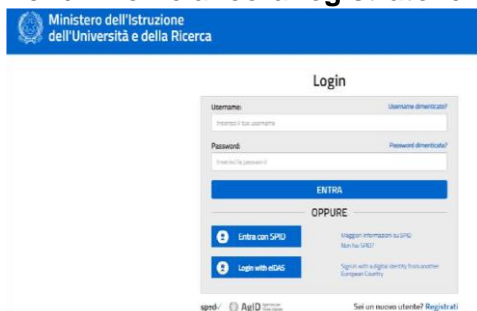 Ministero dell'Istruzione
dell'Università e della Ricerca
Login
Username: Username dimenticato?
Inserisci il tuo username
Password: Password dimenticata?
Inserisci la password
ENTRA
OPPURE
Entra con SPID
Maggiori informazioni su SPID
Non hai SPID?
Login with eIDAS
Sign in with a digital identity from another
European Country
spid AgID
Sei un nuovo utente? Registrati